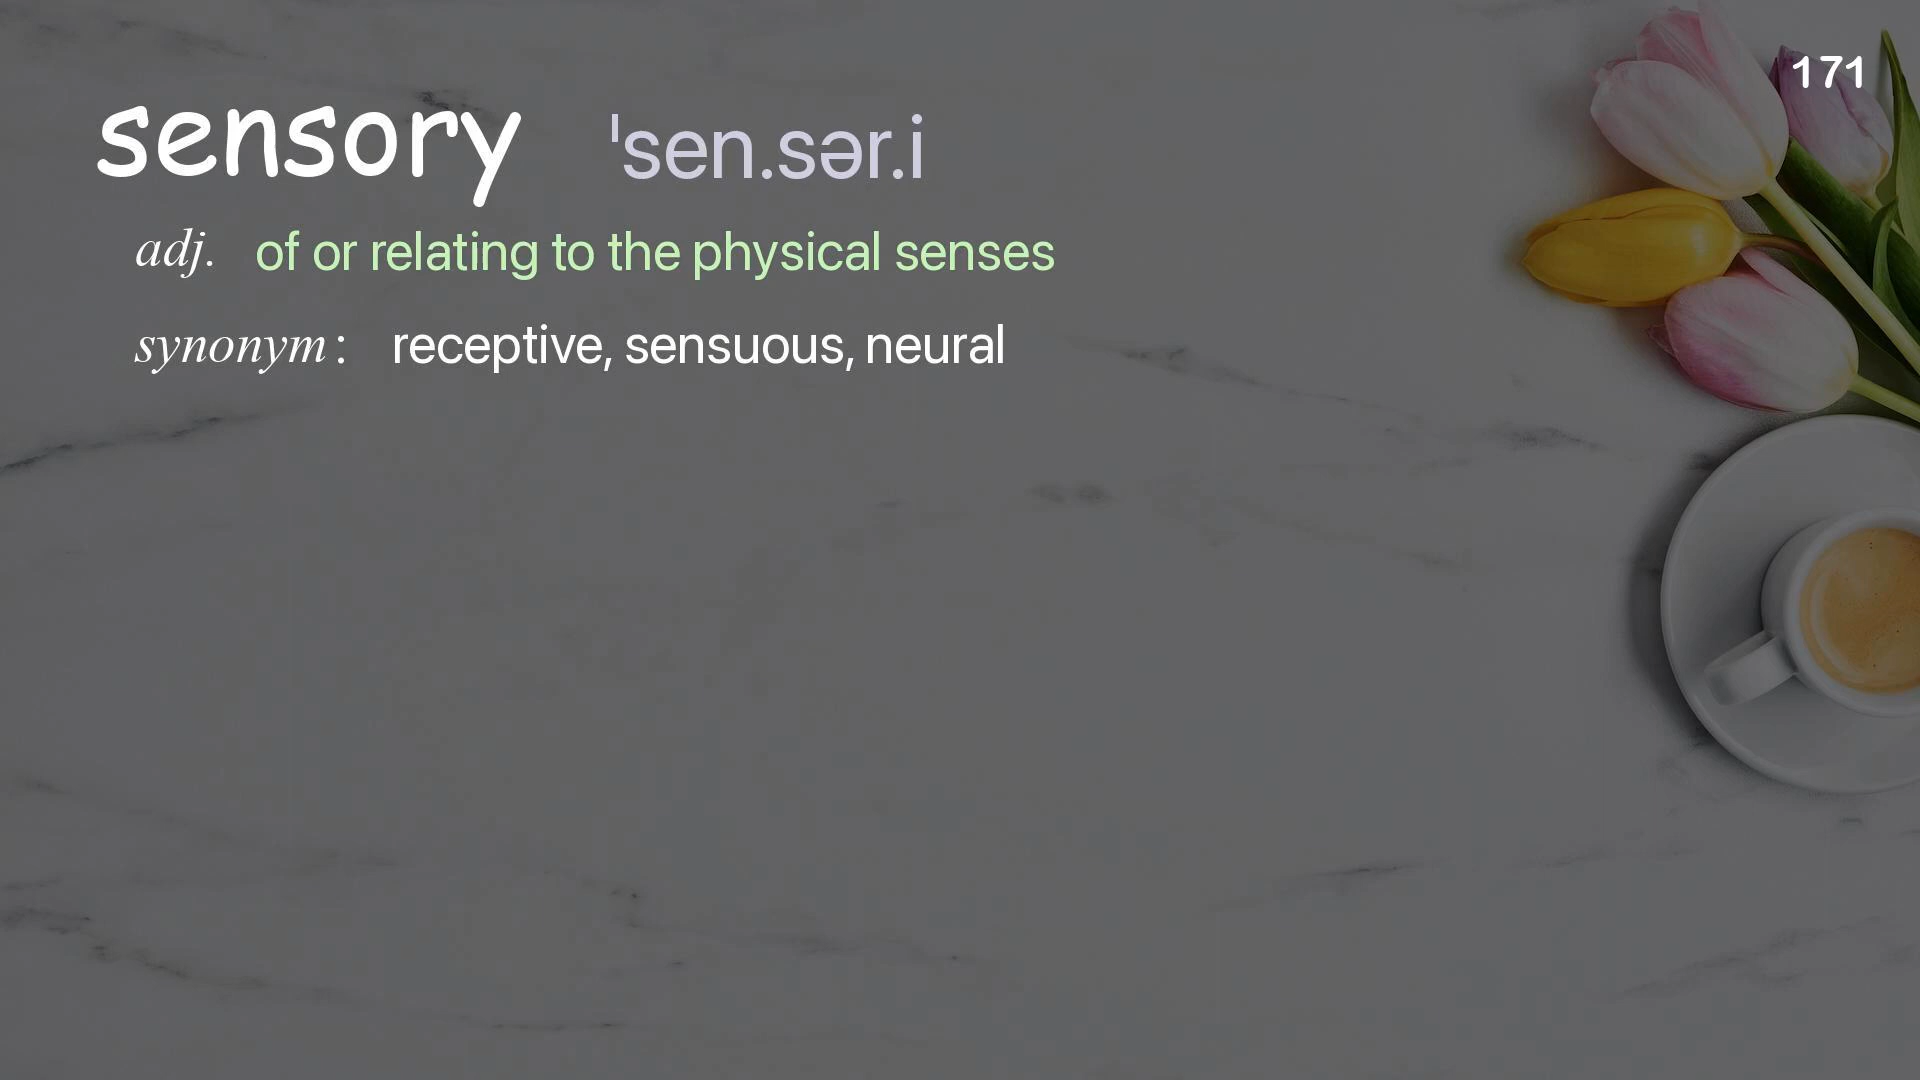 171
sensory ˈsen.sər.i
adj. of or relating to the physical senses
synonym: receptive, sensuous, neural